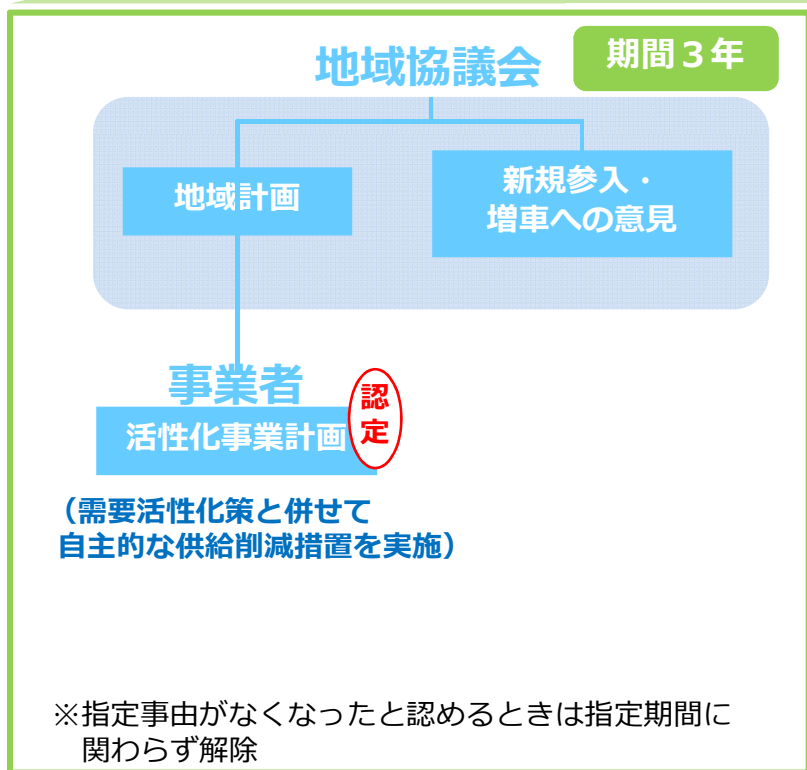 地域協議会
期間３年
地域計画
新規参入・
増車への意見
事業者
活性化事業計画
認
定
（需要活性化策と併せて
自主的な供給削減措置を実施）
※指定事由がなくなったと認めるときは指定期間に
関わらず解除